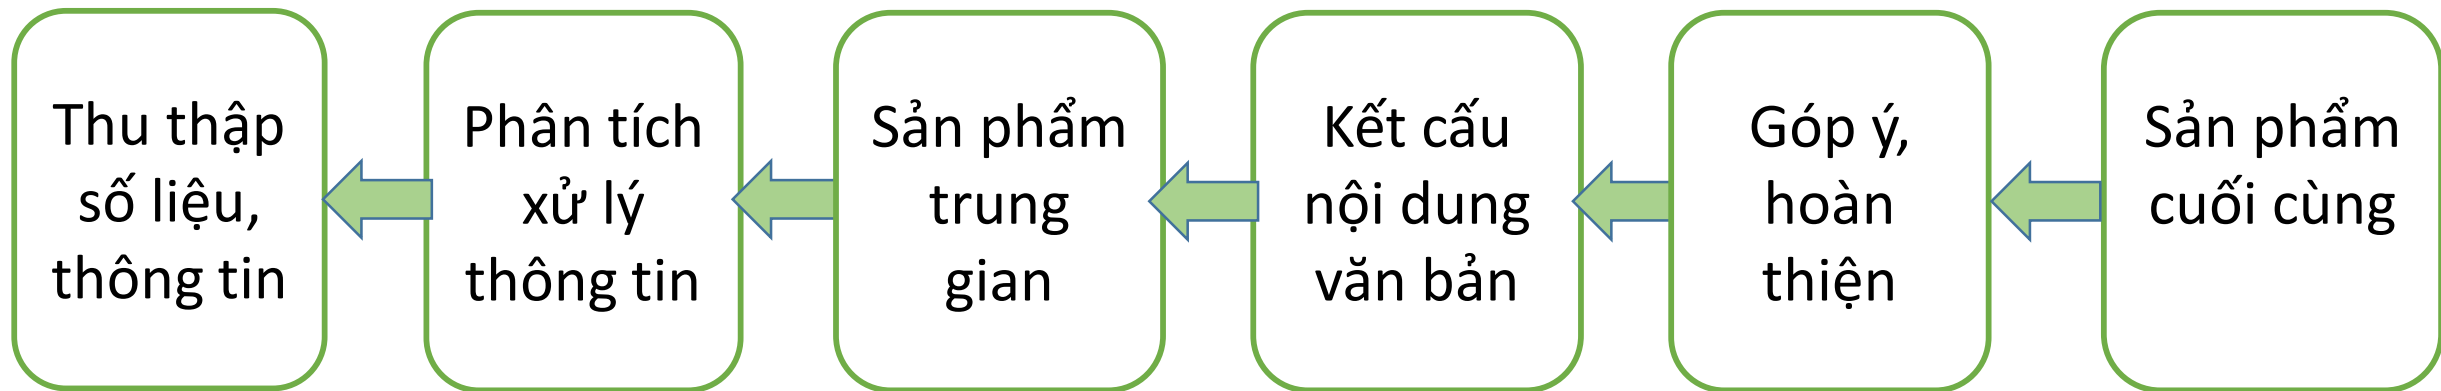 Thu thập
số liệu,
thông tin
Phân tích
xử lý
thông tin
Sản phẩm
trung
gian
Kết cấu
nội dung
văn bản
Góp ý,
hoàn
thiện
Sản phẩm
cuối cùng